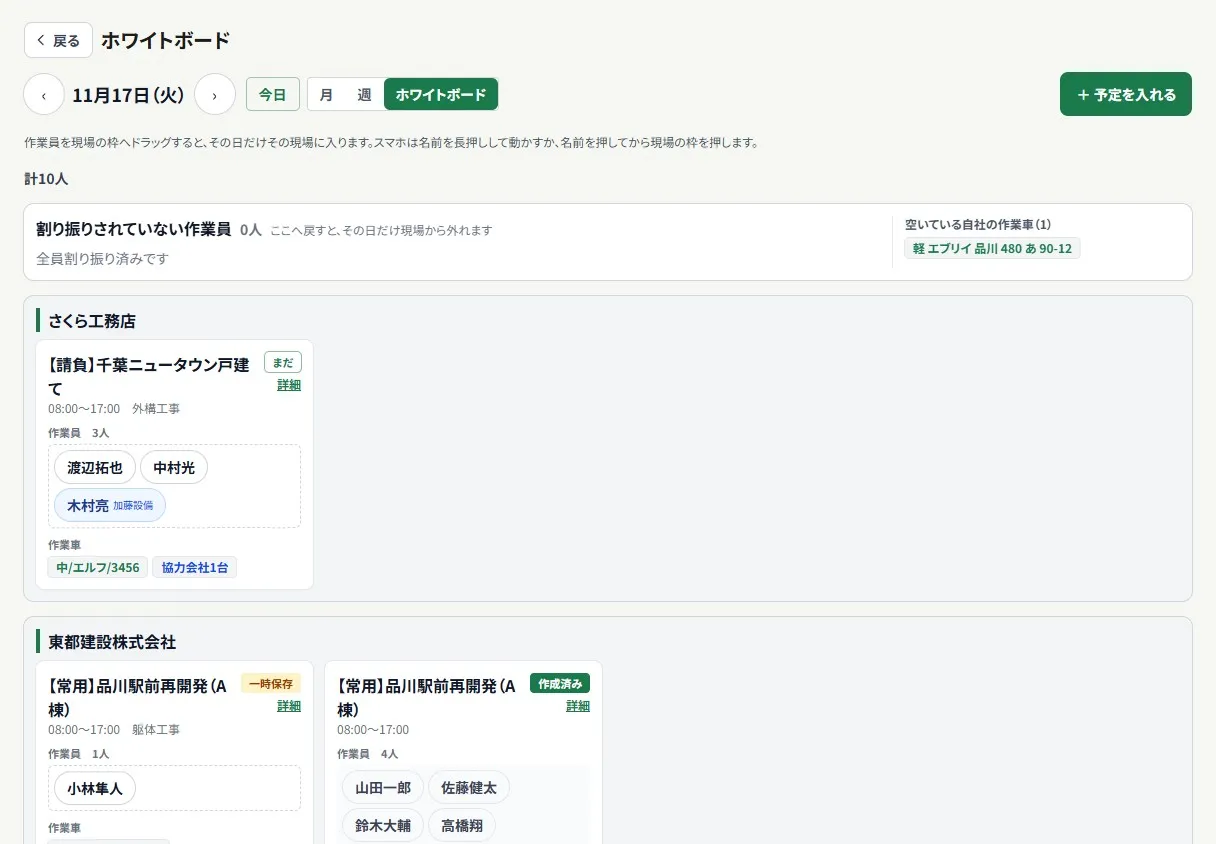 戻る ホワイトボード
‹ 11月17日（火） › 今日 月 週 ホワイトボード ＋ 予定を入れる
作業員を現場の枠へドラッグすると、その日だけその現場に入ります。スマホは名前を長押しして動かすか、名前を押してから現場の枠を押します。
計10人
割り振りされていない作業員 0人 ここへ戻すと、その日だけ現場から外れます
全員割り振り済みです
空いている自社の作業車（1）
軽 エブリイ 品川 480 あ 90-12
さくら工務店
【請負】千葉ニュータウン戸建 まだ
て 詳細
08:00〜17:00 外構工事
作業員 3人
渡辺拓也 中村光
木村亮 加藤設備
作業車
中/エルフ/3456 協力会社1台
東都建設株式会社
【常用】品川駅前再開発（A 一時保存
棟） 詳細
08:00〜17:00 躯体工事
作業員 1人
小林隼人
作業車
【常用】品川駅前再開発（A 作成済み
棟） 詳細
08:00〜17:00
作業員 4人
山田一郎 佐藤健太
鈴木大輔 高橋翔